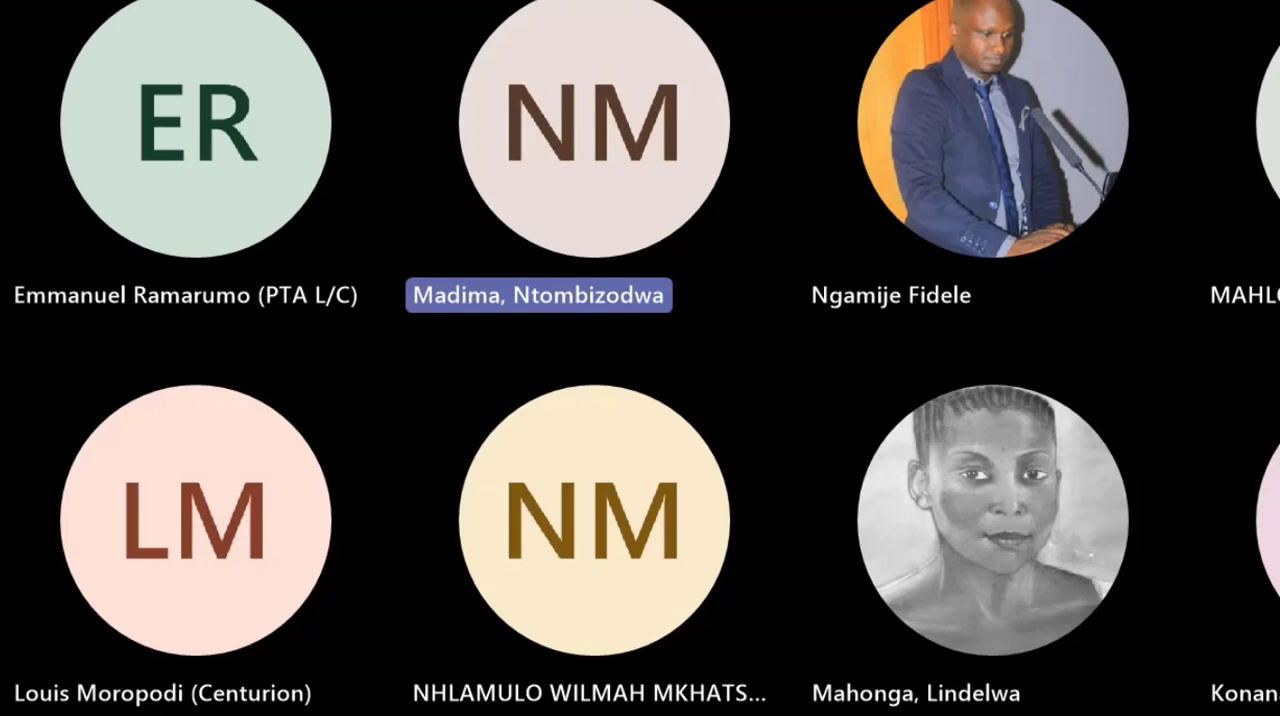 ER
NM
Emmanuel Ramarumo (PTA L/C)
Madima, Ntombizodwa
Ngamije Fidele
LM
NM
Louis Moropodi (Centurion)
NHLAMULO WILMAH MKHATS...
Mahonga, Lindelwa
Konan